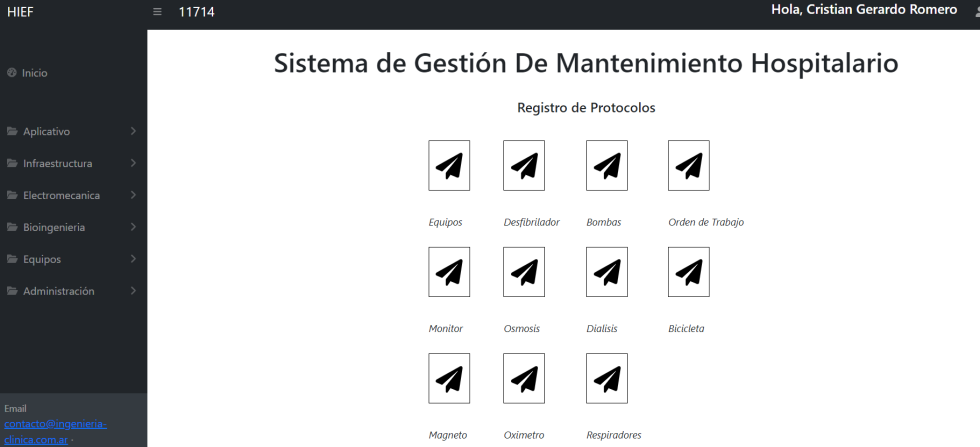 HIEF
11714
Hola, Cristian Gerardo Romero
Inicio
Aplicativo
Infraestructura
Electromecanica
Bioingenieria
Equipos
Administración
Email
contacto@ingenieria-
clinica.com.ar -
Sistema de Gestión De Mantenimiento Hospitalario
Registro de Protocolos
Equipos Desfibrilador Bombas Orden de Trabajo
Monitor Osmosis Dialisis Bicicleta
Magneto Oximetro Respiradores